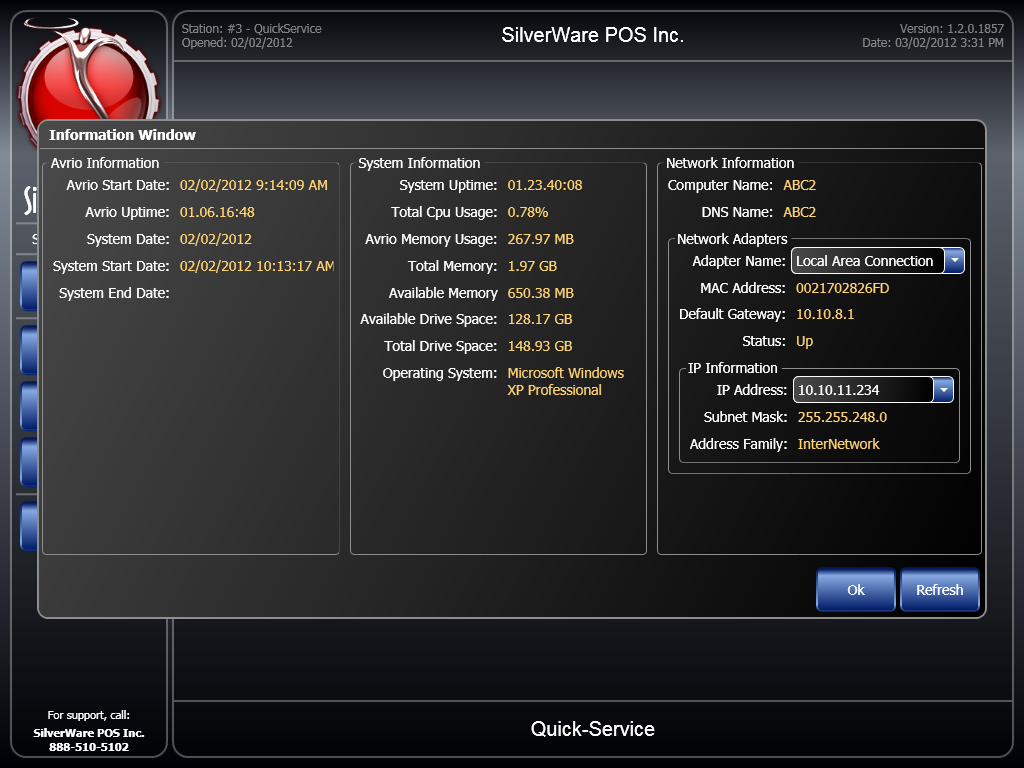 Station: #3 - QuickService
Opened: 02/02/2012
SilverWare POS Inc.
Version: 1.2.0.1857
Date: 03/02/2012 3:31 PM
Information Window
Avrio Information
Avrio Start Date: 02/02/2012 9:14:09 AM
Avrio Uptime: 01.06.16:48
System Date: 02/02/2012
System Start Date: 02/02/2012 10:13:17 AM
System End Date:
System Information
System Uptime: 01.23.40:08
Total Cpu Usage: 0.78%
Avrio Memory Usage: 267.97 MB
Total Memory: 1.97 GB
Available Memory 650.38 MB
Available Drive Space: 128.17 GB
Total Drive Space: 148.93 GB
Operating System: Microsoft Windows
XP Professional
Network Information
Computer Name: ABC2
DNS Name: ABC2
Network Adapters
Adapter Name: Local Area Connection
MAC Address: 0021702826FD
Default Gateway: 10.10.8.1
Status: Up
IP Information
IP Address: 10.10.11.234
Subnet Mask: 255.255.248.0
Address Family: InterNetwork
Ok
Refresh
For support, call:
SilverWare POS Inc.
888-510-5102
Quick-Service